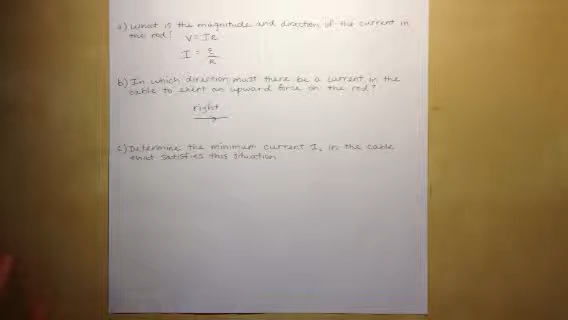 a) What is the magnitude and direction of the current in
the rod? V=IR
I = ε/R
b) In which direction must there be a current in the
cable to exert an upward force on the rod?
right
c) Determine the minimum current I, in the cable
that satisfies this situation